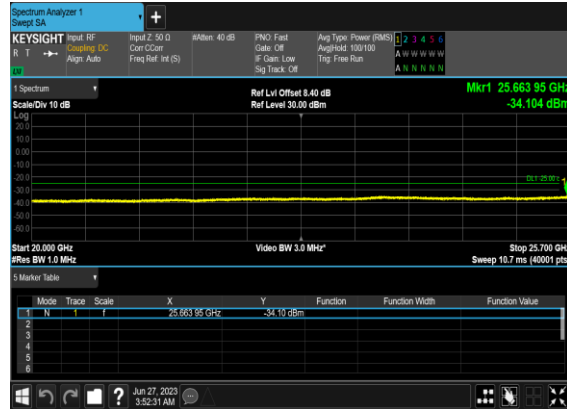 Spectrum Analyzer 1
Swept SA
KEYSIGHT Input: RF Input Z: 50 Ω #Atten: 40 dB PNO: Fast Avg Type: Power (RMS) 1 2 3 4 5 6
R T Coupling: DC Corr CCorr Gate: Off Avg|Hold: 100/100 A W W W W W
Align: Auto Freq Ref: Int (S) IF Gain: Low Trig: Free Run
Sig Track: Off A N N N N N
1 Spectrum Ref Lvl Offset 8.40 dB Mkr1 25.663 95 GHz
Scale/Div 10 dB Ref Level 30.00 dBm -34.104 dBm
Log
20.0
10.0
0.00
-10.0
-20.0
-30.0
-40.0
-50.0
-60.0
Start 20.000 GHz Video BW 3.0 MHz* Stop 25.700 GHz
#Res BW 1.0 MHz Sweep 10.7 ms (40001 pts)
5 Marker Table
Mode Trace Scale X Y Function Function Width Function Value
1 N 1 f 25.663 95 GHz -34.10 dBm
2
3
4
5
6
Jun 27, 2023
3:52:31 AM